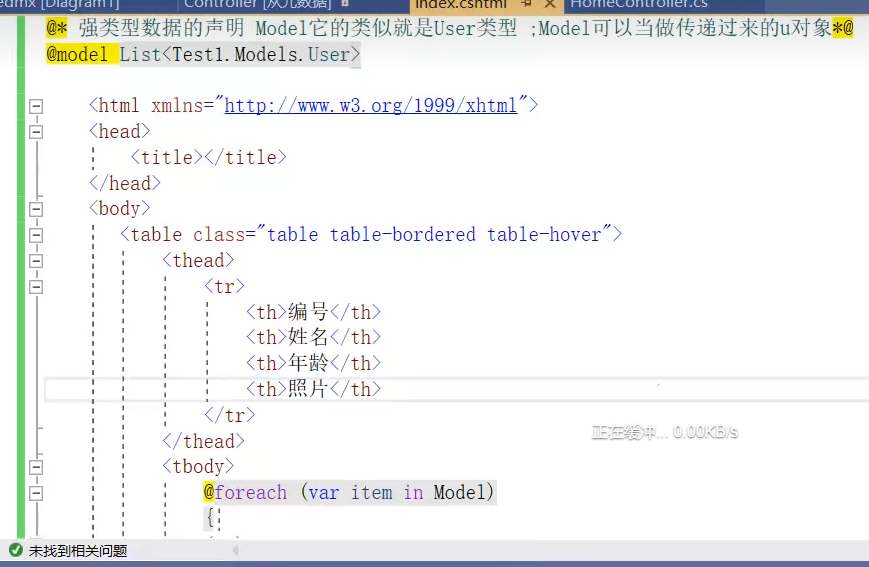 edmx [Diagram1] Controller [从元数据] Index.cshtml HomeController.cs
@* 强类型数据的声明 Model它的类似就是User类型 ;Model可以当做传递过来的u对象*@
@model List<Test1.Models.User>
<html xmlns="http://www.w3.org/1999/xhtml">
<head>
<title></title>
</head>
<body>
<table class="table table-bordered table-hover">
<thead>
<tr>
<th>编号</th>
<th>姓名</th>
<th>年龄</th>
<th>照片</th>
</tr>
正在缓冲... 0.00KB/s
</thead>
<tbody>
@foreach (var item in Model)
{
未找到相关问题